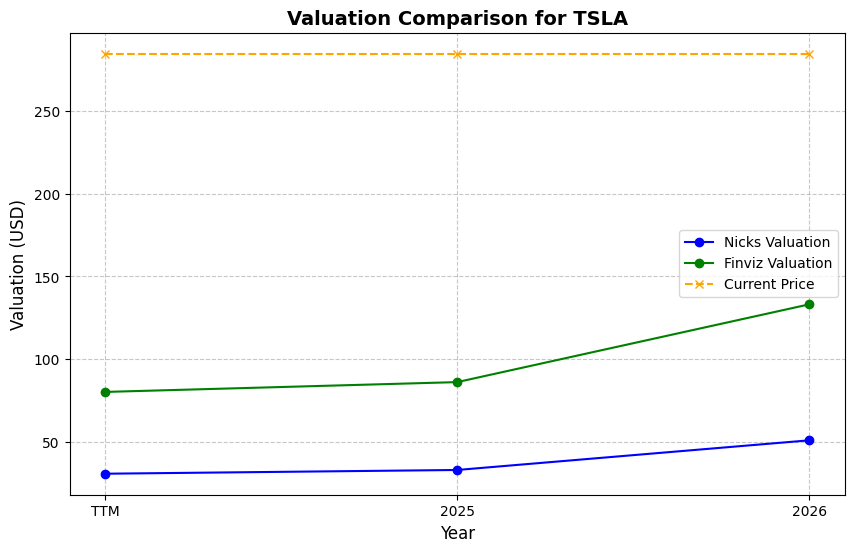 Valuation Comparison for TSLA
Valuation (USD)
250
200
150
100
50
Nicks Valuation
Finviz Valuation
Current Price
TTM
2025
2026
Year